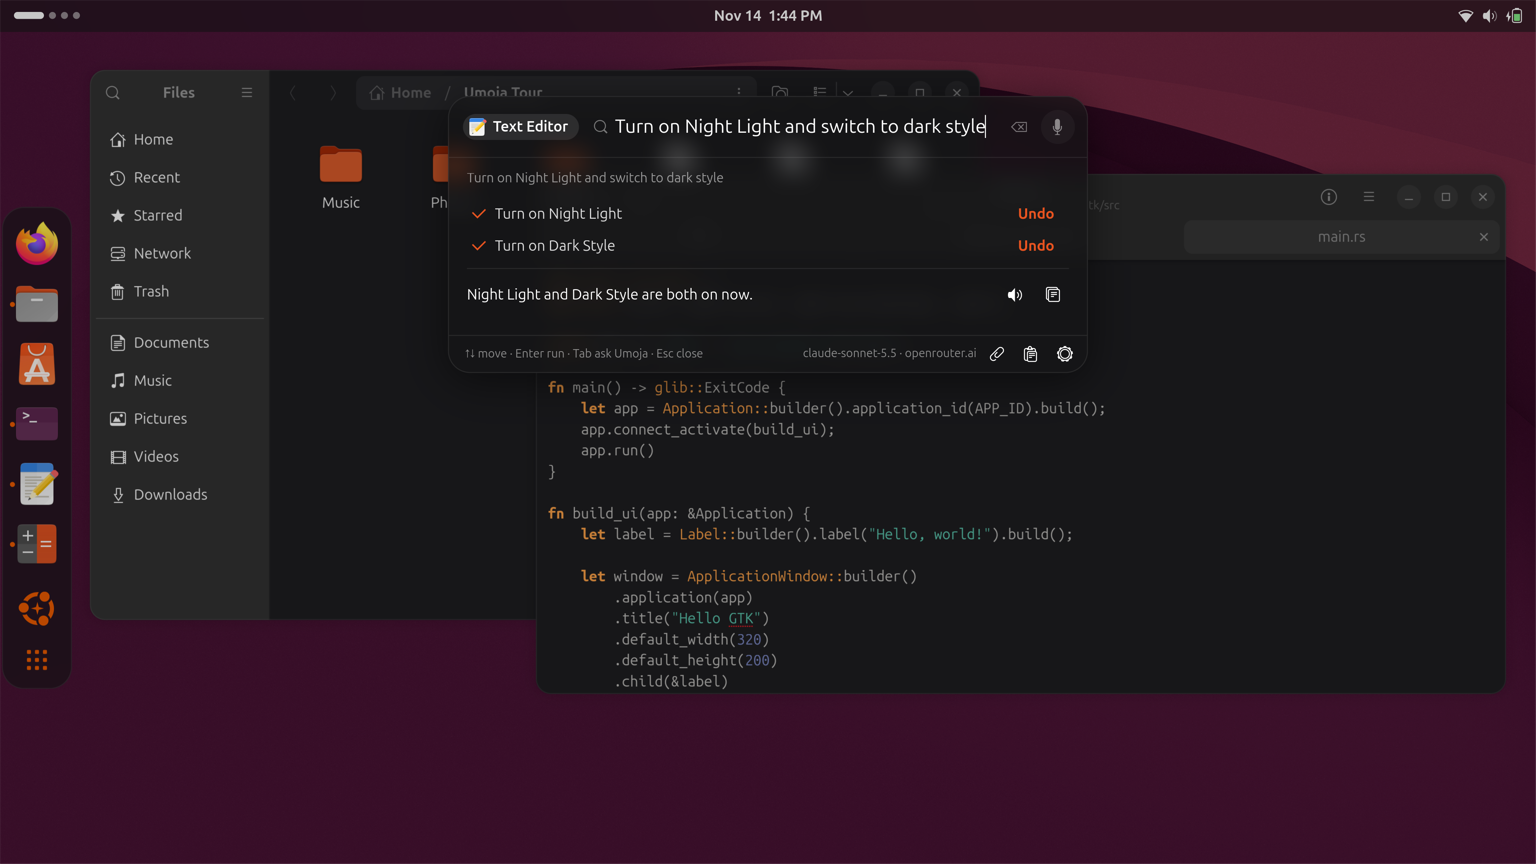 Nov 14 1:44 PM
Files
Home / Umoja Tour
Home
Recent
Starred
Network
Trash
Documents
Music
Pictures
Videos
Downloads
Music
Text Editor
Turn on Night Light and switch to dark style
Turn on Night Light and switch to dark style
Turn on Night Light Undo
Turn on Dark Style Undo
Night Light and Dark Style are both on now.
↑↓ move · Enter run · Tab ask Umoja · Esc close
claude-sonnet-5.5 · openrouter.ai
main.rs
fn main() -> glib::ExitCode {
    let app = Application::builder().application_id(APP_ID).build();
    app.connect_activate(build_ui);
    app.run()
}
fn build_ui(app: &Application) {
    let label = Label::builder().label("Hello, world!").build();
    let window = ApplicationWindow::builder()
        .application(app)
        .title("Hello GTK")
        .default_width(320)
        .default_height(200)
        .child(&label)